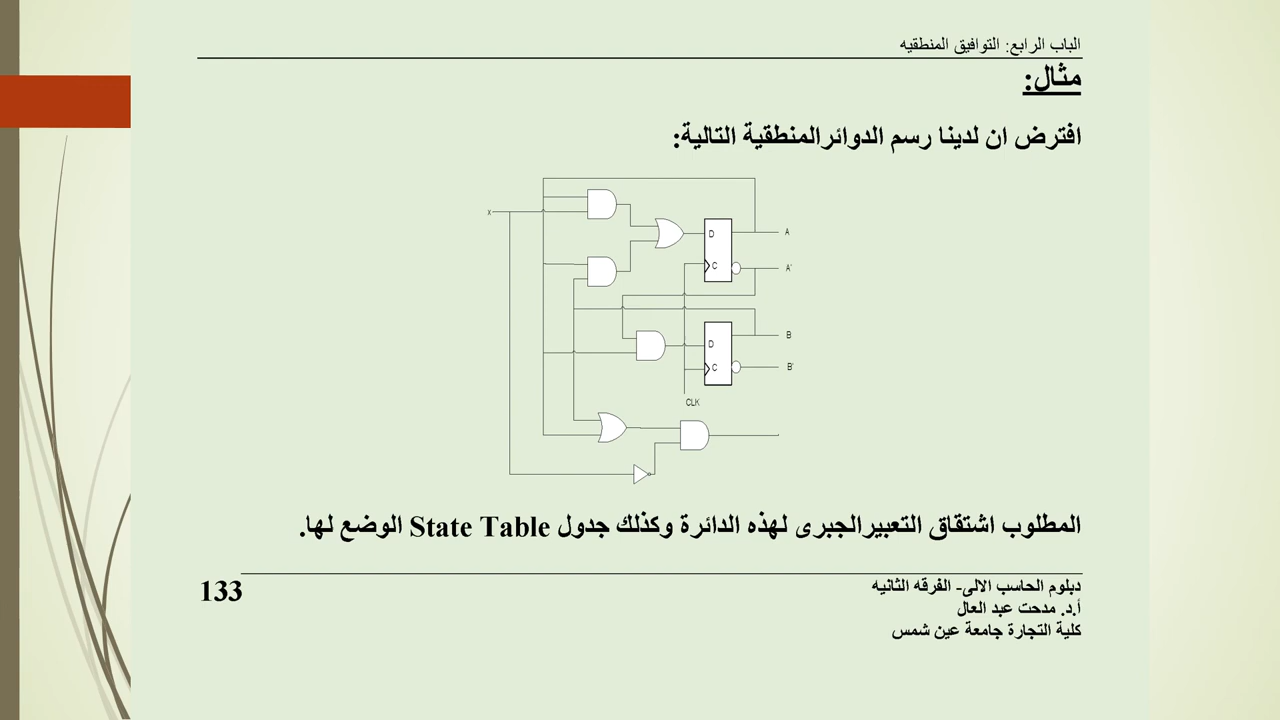 الباب الرابع: التوافيق المنطقيه
مثال:
افترض ان لدينا رسم الدوائرالمنطقية التالية:
x
D
A
C
A'
B
D
C
B'
CLK
المطلوب اشتقاق التعبيرالجبرى لهذه الدائرة وكذلك جدول State Table الوضع لها.
دبلوم الحاسب الالى- الفرقه الثانيه
133
أ.د. مدحت عبد العال
كلية التجارة جامعة عين شمس